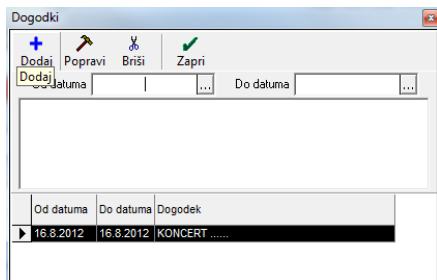 Dogodki
Dodaj Popravi Briši Zapri
Dodaj
datuma ... Do datuma ...
Od datuma Do datuma Dogodek
16.8.2012 16.8.2012 KONCERT ......